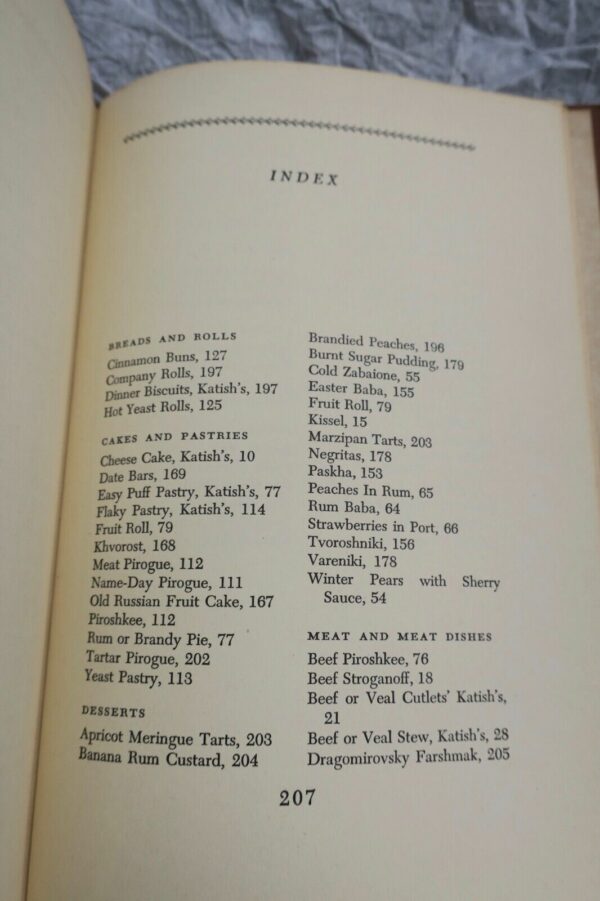 INDEX
BREADS AND ROLLS
Cinnamon Buns, 127
Company Rolls, 197
Dinner Biscuits, Katish's, 197
Hot Yeast Rolls, 125
CAKES AND PASTRIES
Cheese Cake, Katish's, 10
Date Bars, 169
Easy Puff Pastry, Katish's, 77
Flaky Pastry, Katish's, 114
Fruit Roll, 79
Khvorost, 168
Meat Pirogue, 112
Name-Day Pirogue, 111
Old Russian Fruit Cake, 167
Piroshkee, 112
Rum or Brandy Pie, 77
Tartar Pirogue, 202
Yeast Pastry, 113
DESSERTS
Apricot Meringue Tarts, 203
Banana Rum Custard, 204
Brandied Peaches, 196
Burnt Sugar Pudding, 179
Cold Zabaione, 55
Easter Baba, 155
Fruit Roll, 79
Kissel, 15
Marzipan Tarts, 203
Negritas, 178
Paskha, 153
Peaches In Rum, 65
Rum Baba, 64
Strawberries in Port, 66
Tvoroshniki, 156
Vareniki, 178
Winter Pears with Sherry
Sauce, 54
MEAT AND MEAT DISHES
Beef Piroshkee, 76
Beef Stroganoff, 18
Beef or Veal Cutlets' Katish's,
21
Beef or Veal Stew, Katish's, 28
Dragomirovsky Farshmak, 205
207